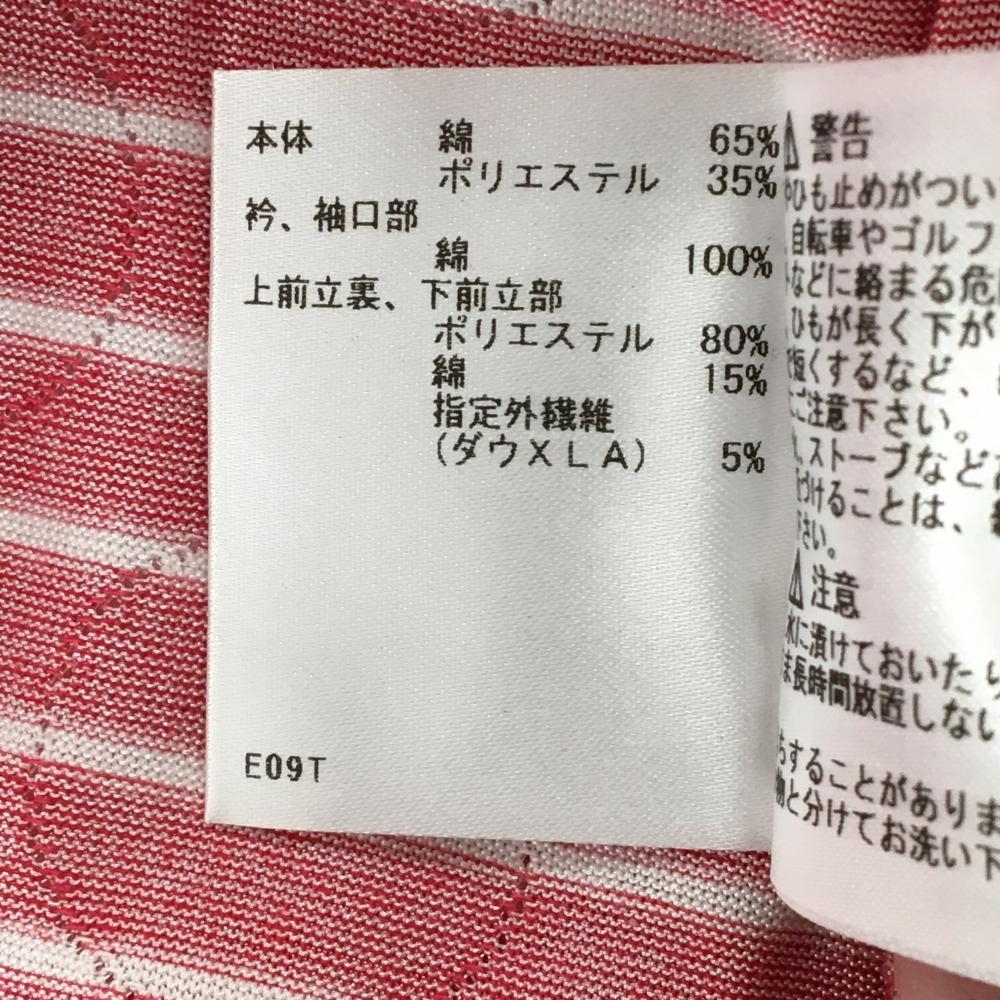 本体 綿 65%
ポリエステル 35%
衿、袖口部
綿 100%
上前立裏、下前立部
ポリエステル 80%
綿 15%
指定外繊維
(ダウXLA) 5%
E09T
警告
ひも止めがつい
自転車やゴルフ
などに絡まる危
ひもが長く下が
短くするなど、
ご注意下さい。
ストーブなど
づけることは、
下さい。
注意
水に漬けておいたり
ま長時間放置しない
することがありま
物と分けてお洗い下